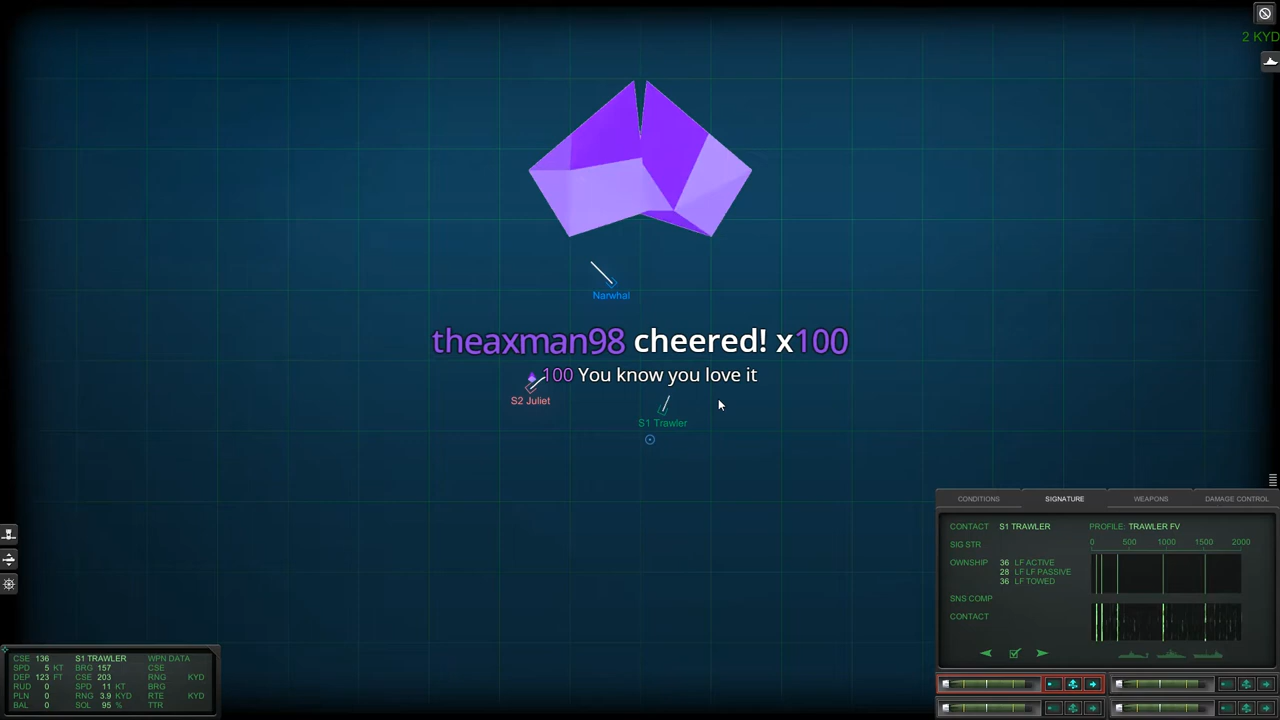 2 KYD
Narwhal
theaxman98 cheered! x100
100 You know you love it
S2 Juliet
S1 Trawler
CONDITIONS SIGNATURE WEAPONS DAMAGE CONTROL
CONTACT S1 TRAWLER PROFILE: TRAWLER FV
SIG STR 0 500 1000 1500 2000
OWNSHIP 36 LF ACTIVE
28 LF LF PASSIVE
36 LF TOWED
SNS COMP
CONTACT
CSE 136 S1 TRAWLER WPN DATA
SPD 5 KT BRG 157 CSE
DEP 123 FT CSE 203 RNG KYD
RUD 0 SPD 11 KT BRG
PLN 0 RNG 3.9 KYD RTE KYD
BAL 0 SOL 95 % TTR